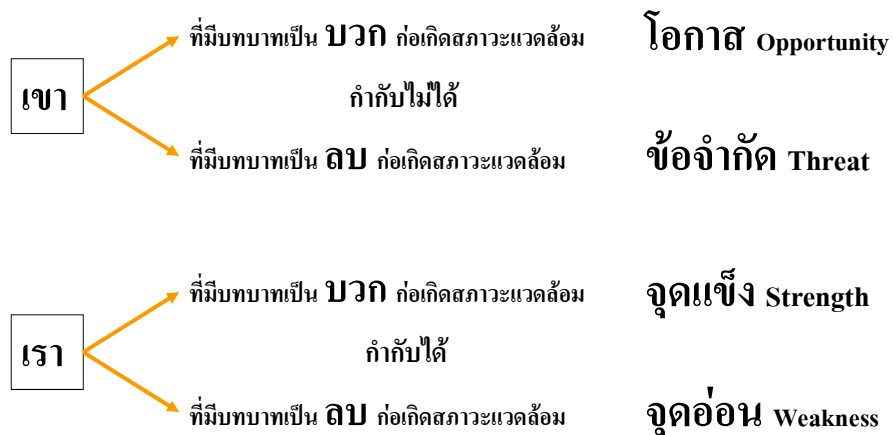 ที่มีบทบาทเป็น บวก ก่อเกิดสภาวะแวดล้อม โอกาส Opportunity
เขา กำกับไม่ได้
ที่มีบทบาทเป็น ลบ ก่อเกิดสภาวะแวดล้อม ข้อจำกัด Threat
ที่มีบทบาทเป็น บวก ก่อเกิดสภาวะแวดล้อม จุดแข็ง Strength
เรา กำกับได้
ที่มีบทบาทเป็น ลบ ก่อเกิดสภาวะแวดล้อม จุดอ่อน Weakness